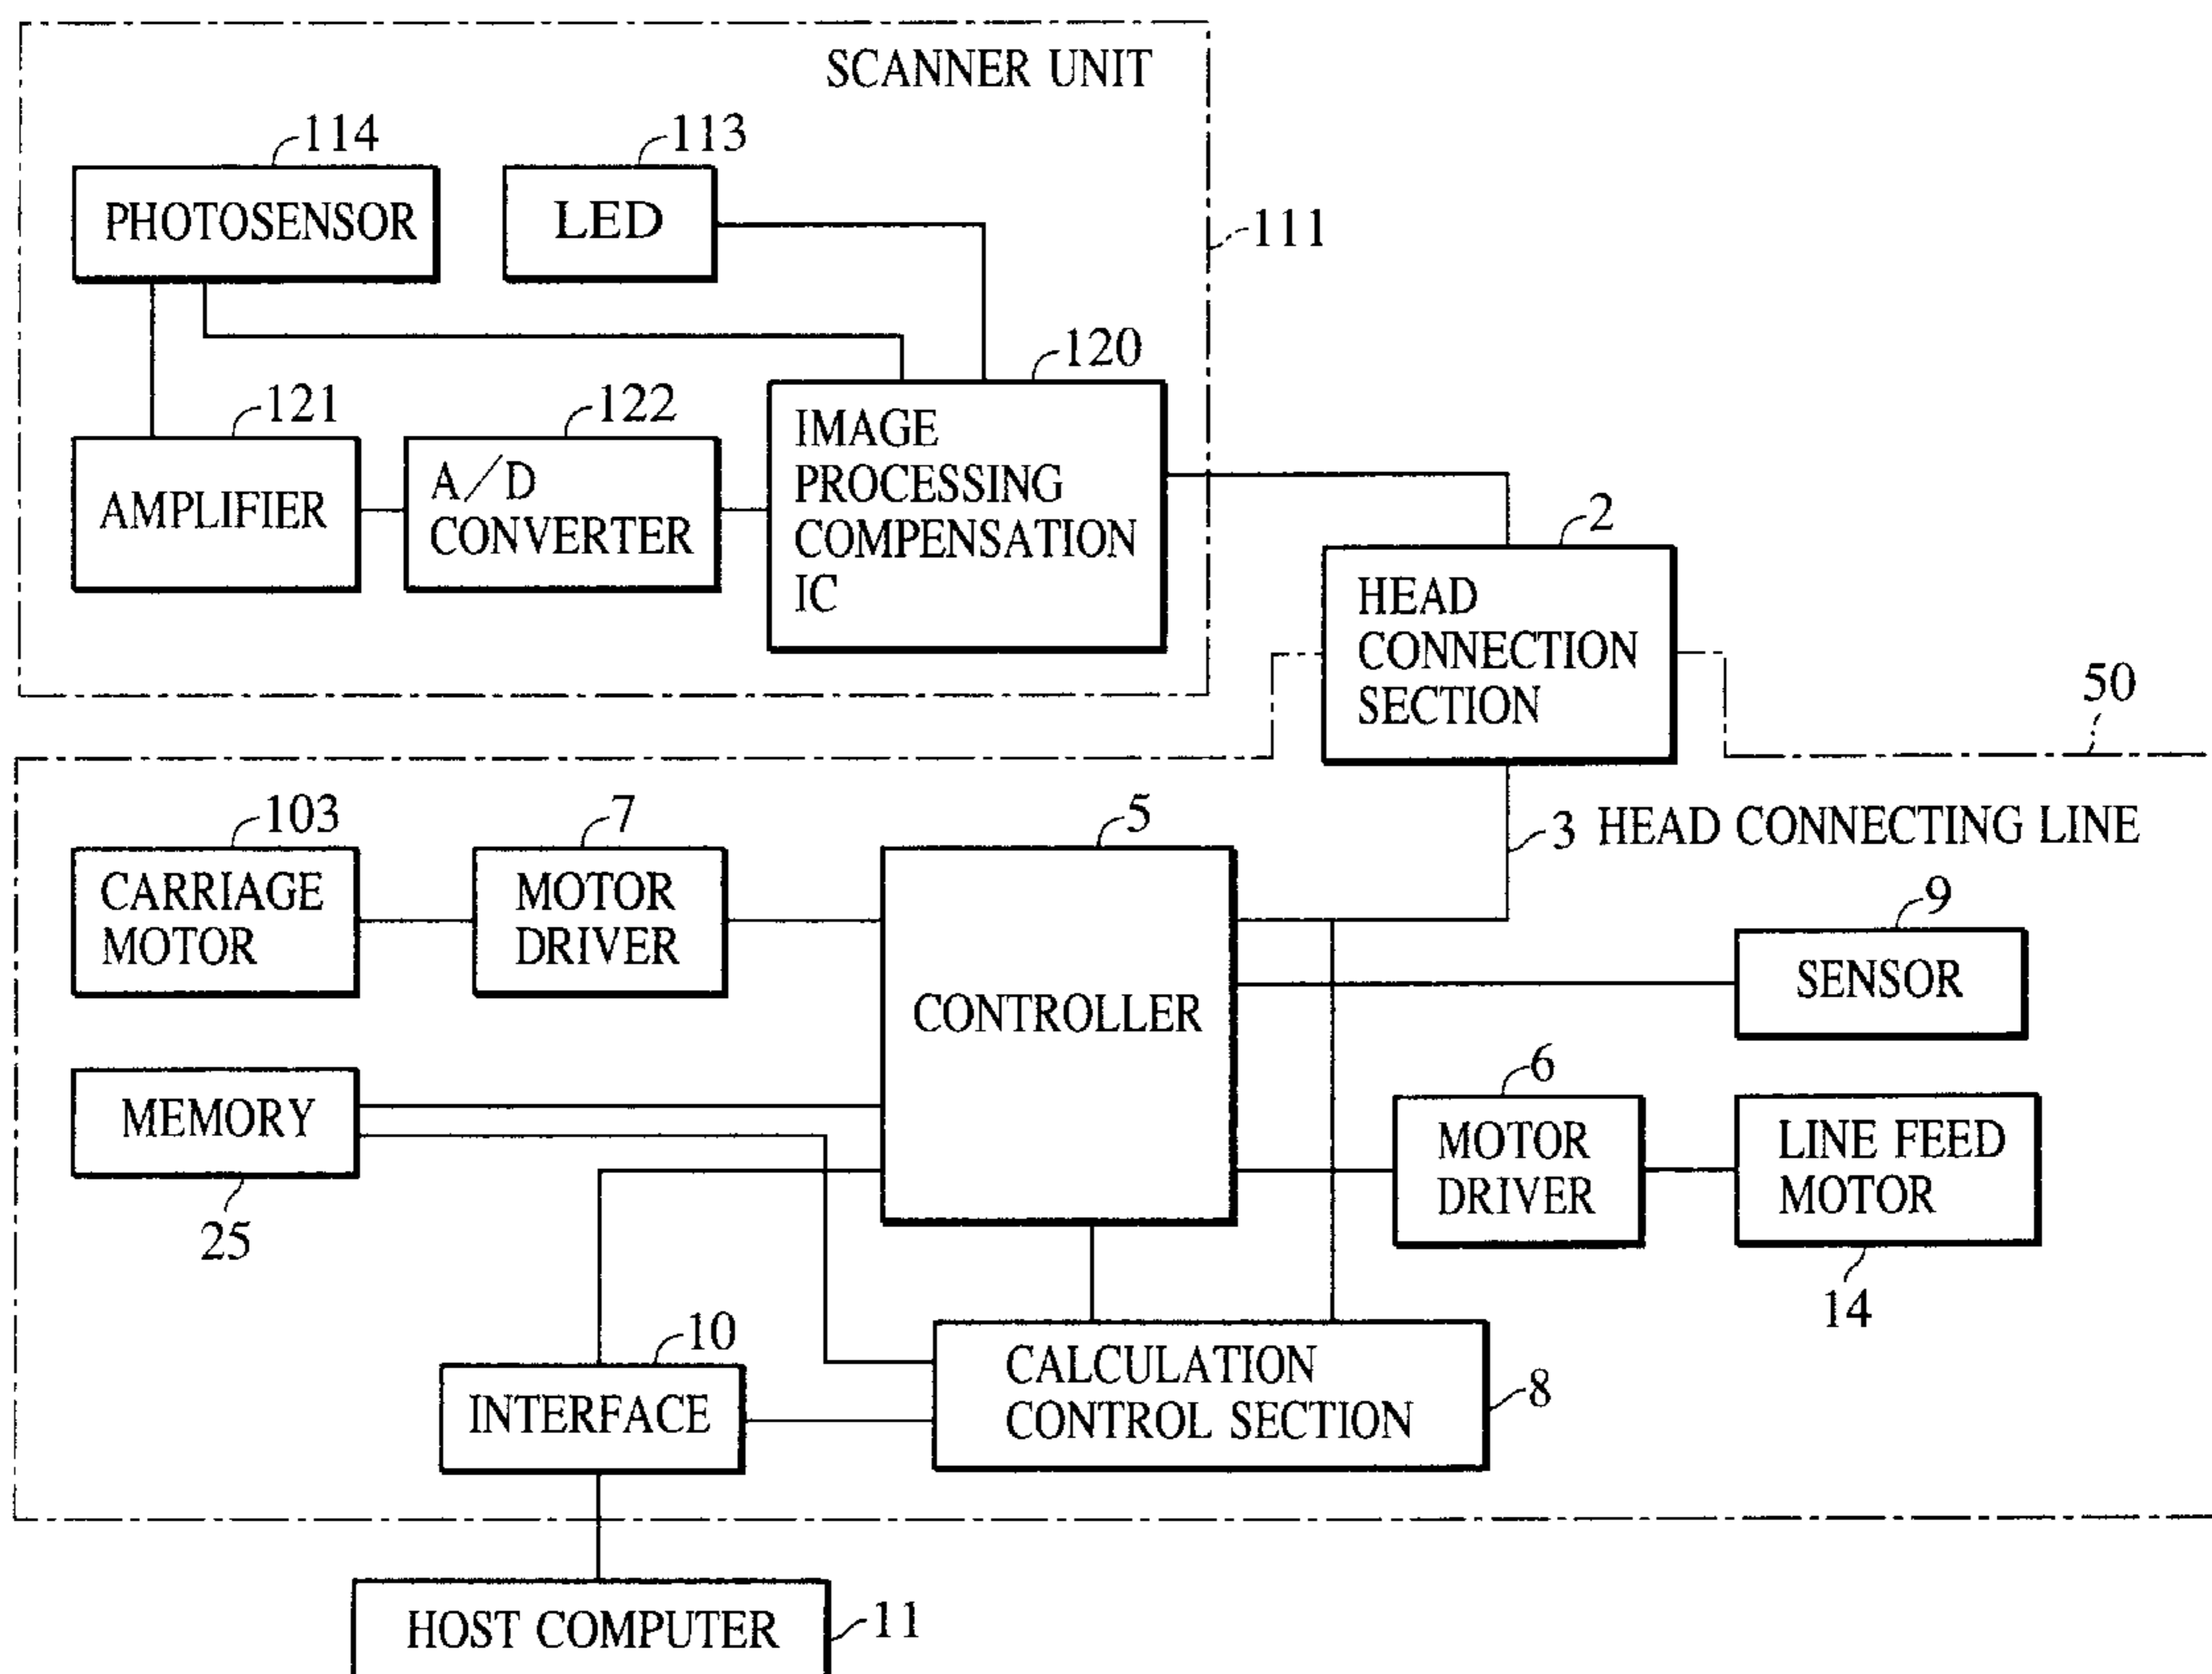 SCANNER UNIT
114
113
PHOTOSENSOR
LED
111
120
121
122
IMAGE
PROCESSING
COMPENSATION
IC
AMPLIFIER
A/D
CONVERTER
2
HEAD
CONNECTION
SECTION
50
103
7
5
3 HEAD CONNECTING LINE
CARRIAGE
MOTOR
MOTOR
DRIVER
CONTROLLER
9
SENSOR
MEMORY
25
6
MOTOR
DRIVER
LINE FEED
MOTOR
14
10
INTERFACE
CALCULATION
CONTROL SECTION
8
HOST COMPUTER
11